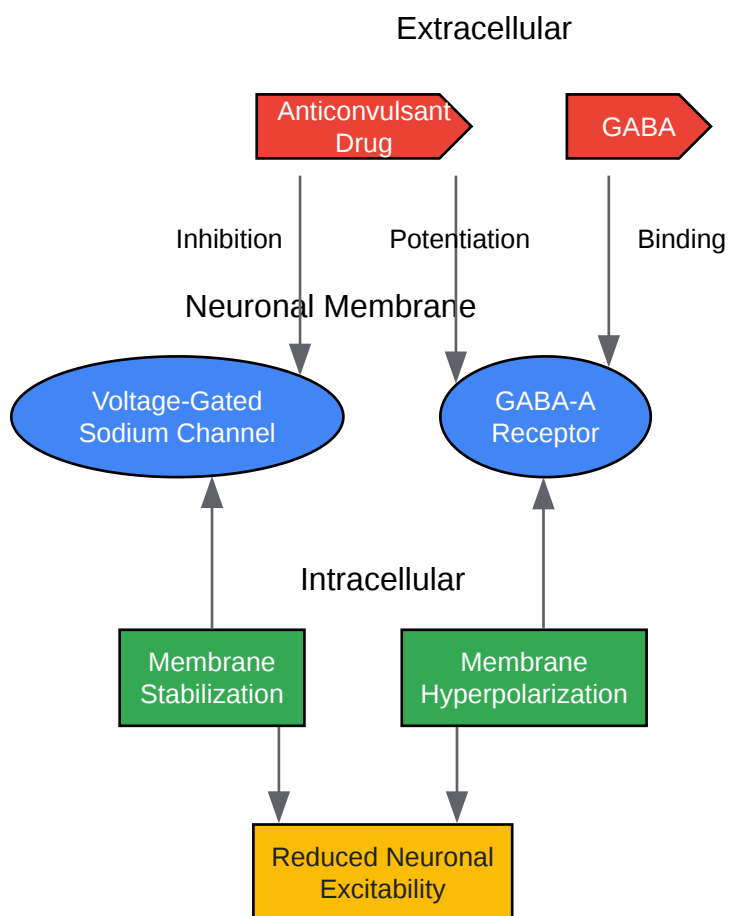 Extracellular
Anticonvsulsant
Drug
GABA
Inhibition
Potentiation
Binding
Neuronal Membrane
Voltage-Gated
Sodium Channel
GABA-A
Receptor
Intracellular
Membrane
Stabilization
Membrane
Hyperpolarization
Reduced Neuronal
Excitability